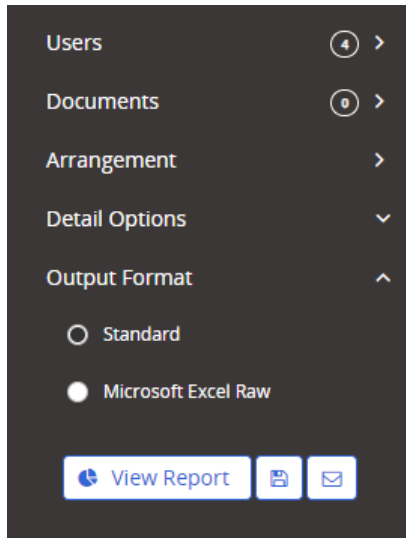 Users 4
Documents 0
Arrangement
Detail Options
Output Format
Standard
Microsoft Excel Raw
View Report